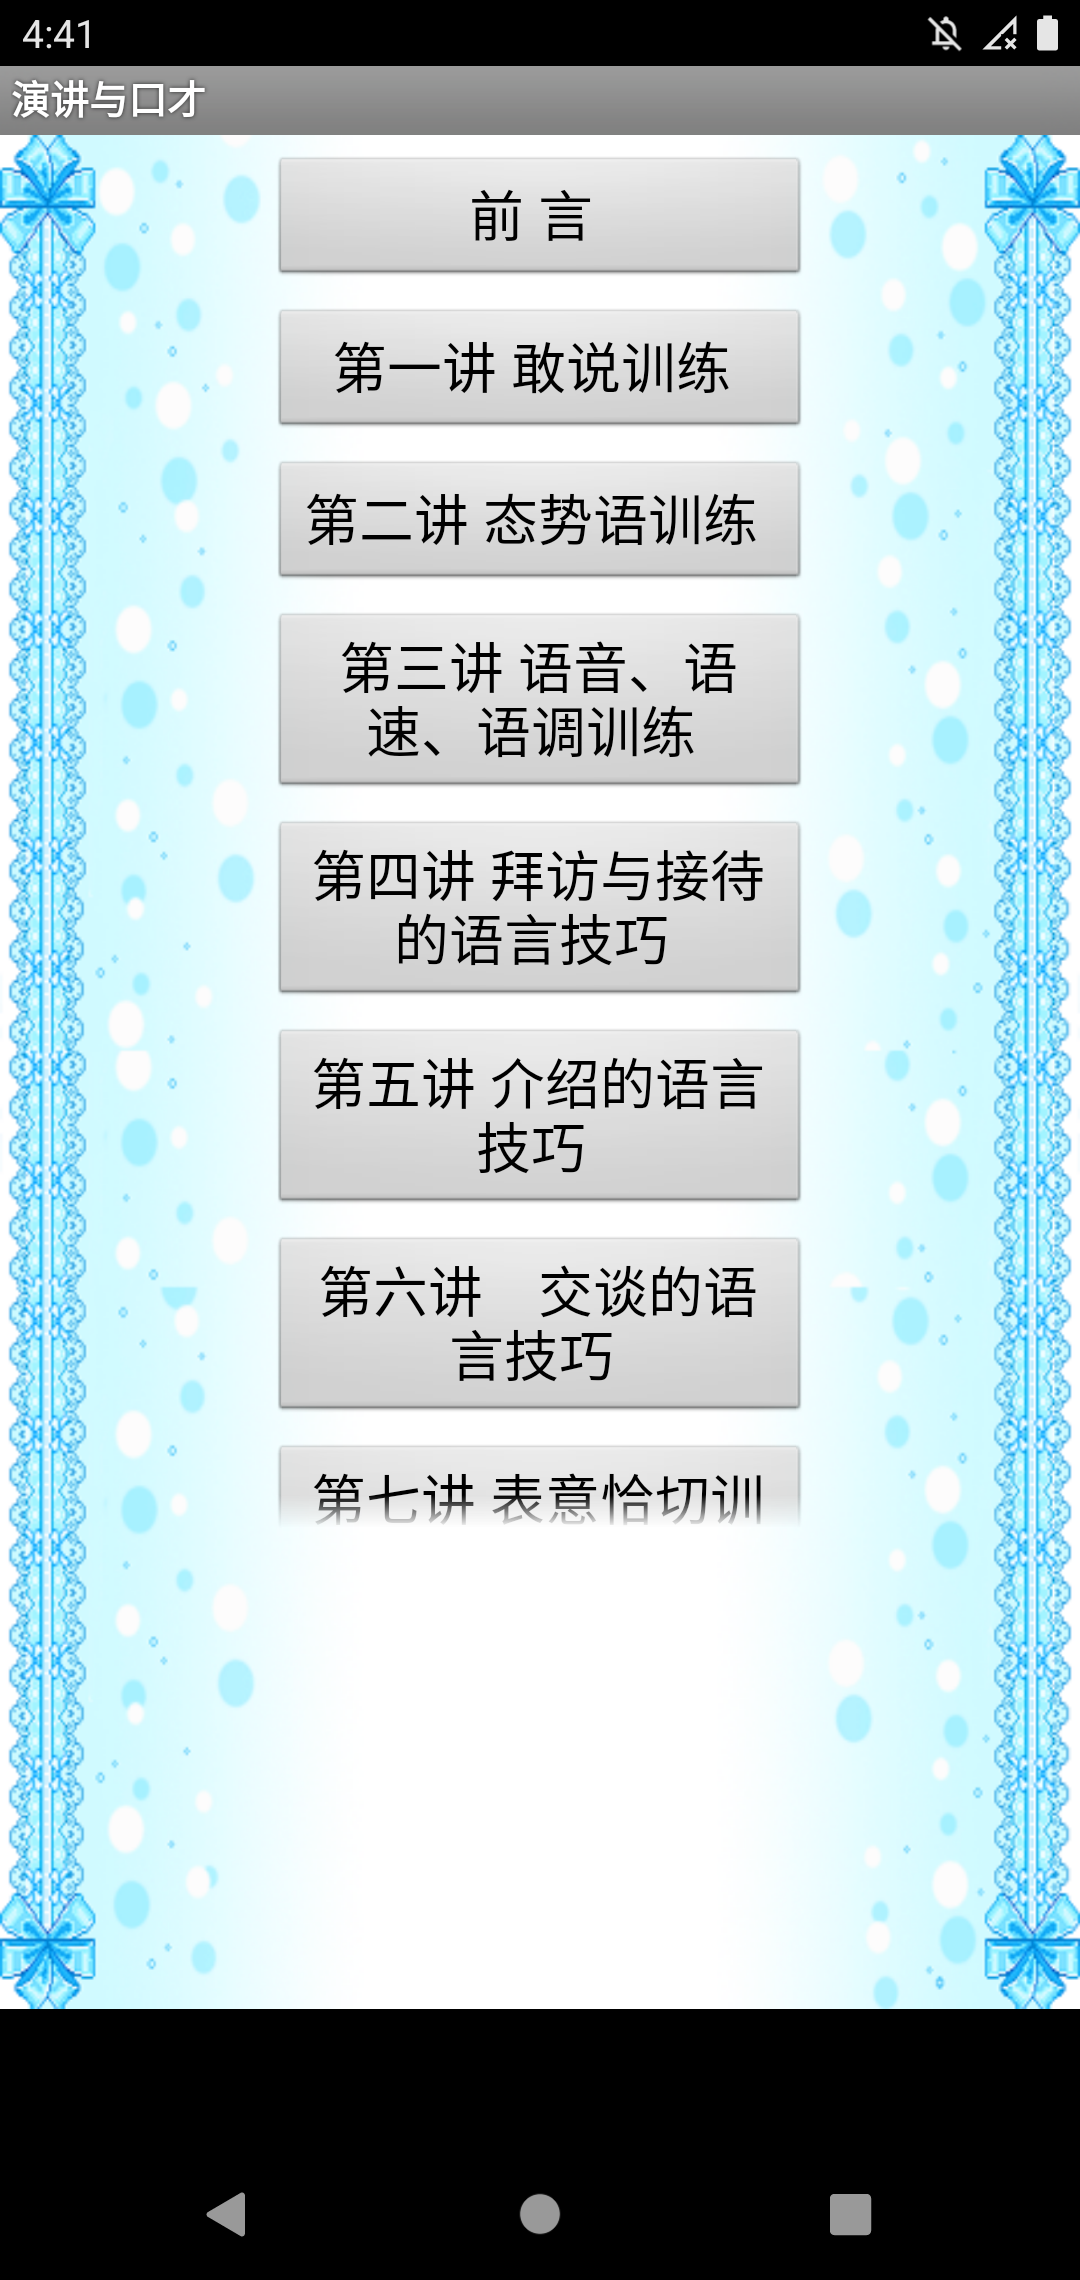 4:41
演讲与口才
前 言
第一讲 敢说训练
第二讲 态势语训练
第三讲 语音、语
速、语调训练
第四讲 拜访与接待
的语言技巧
第五讲 介绍的语言
技巧
第六讲　交谈的语
言技巧
第七讲 表意恰切训